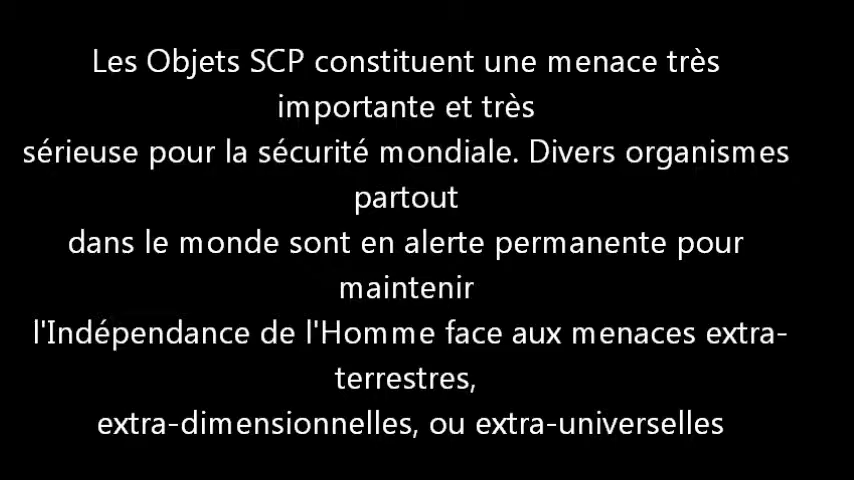 Les Objets SCP constituent une menace très
importante et très
sérieuse pour la sécurité mondiale. Divers organismes
partout
dans le monde sont en alerte permanente pour
maintenir
l'Indépendance de l'Homme face aux menaces extra-
terrestres,
extra-dimensionnelles, ou extra-universelles